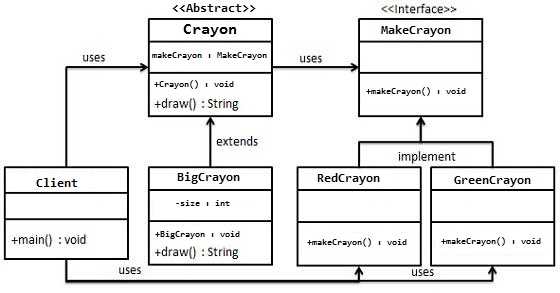 <<Abstract>>
Crayon
makeCrayon : MakeCrayon
+Crayon() : void
+draw() : String
<<Interface>>
MakeCrayon
+makeCrayon() : void
uses
uses
extends
implement
Client
+main() : void
BigCrayon
-size : int
+BigCrayon : void
+draw() : String
RedCrayon
+makeCrayon() : void
GreenCrayon
+makeCrayon() : void
uses
uses